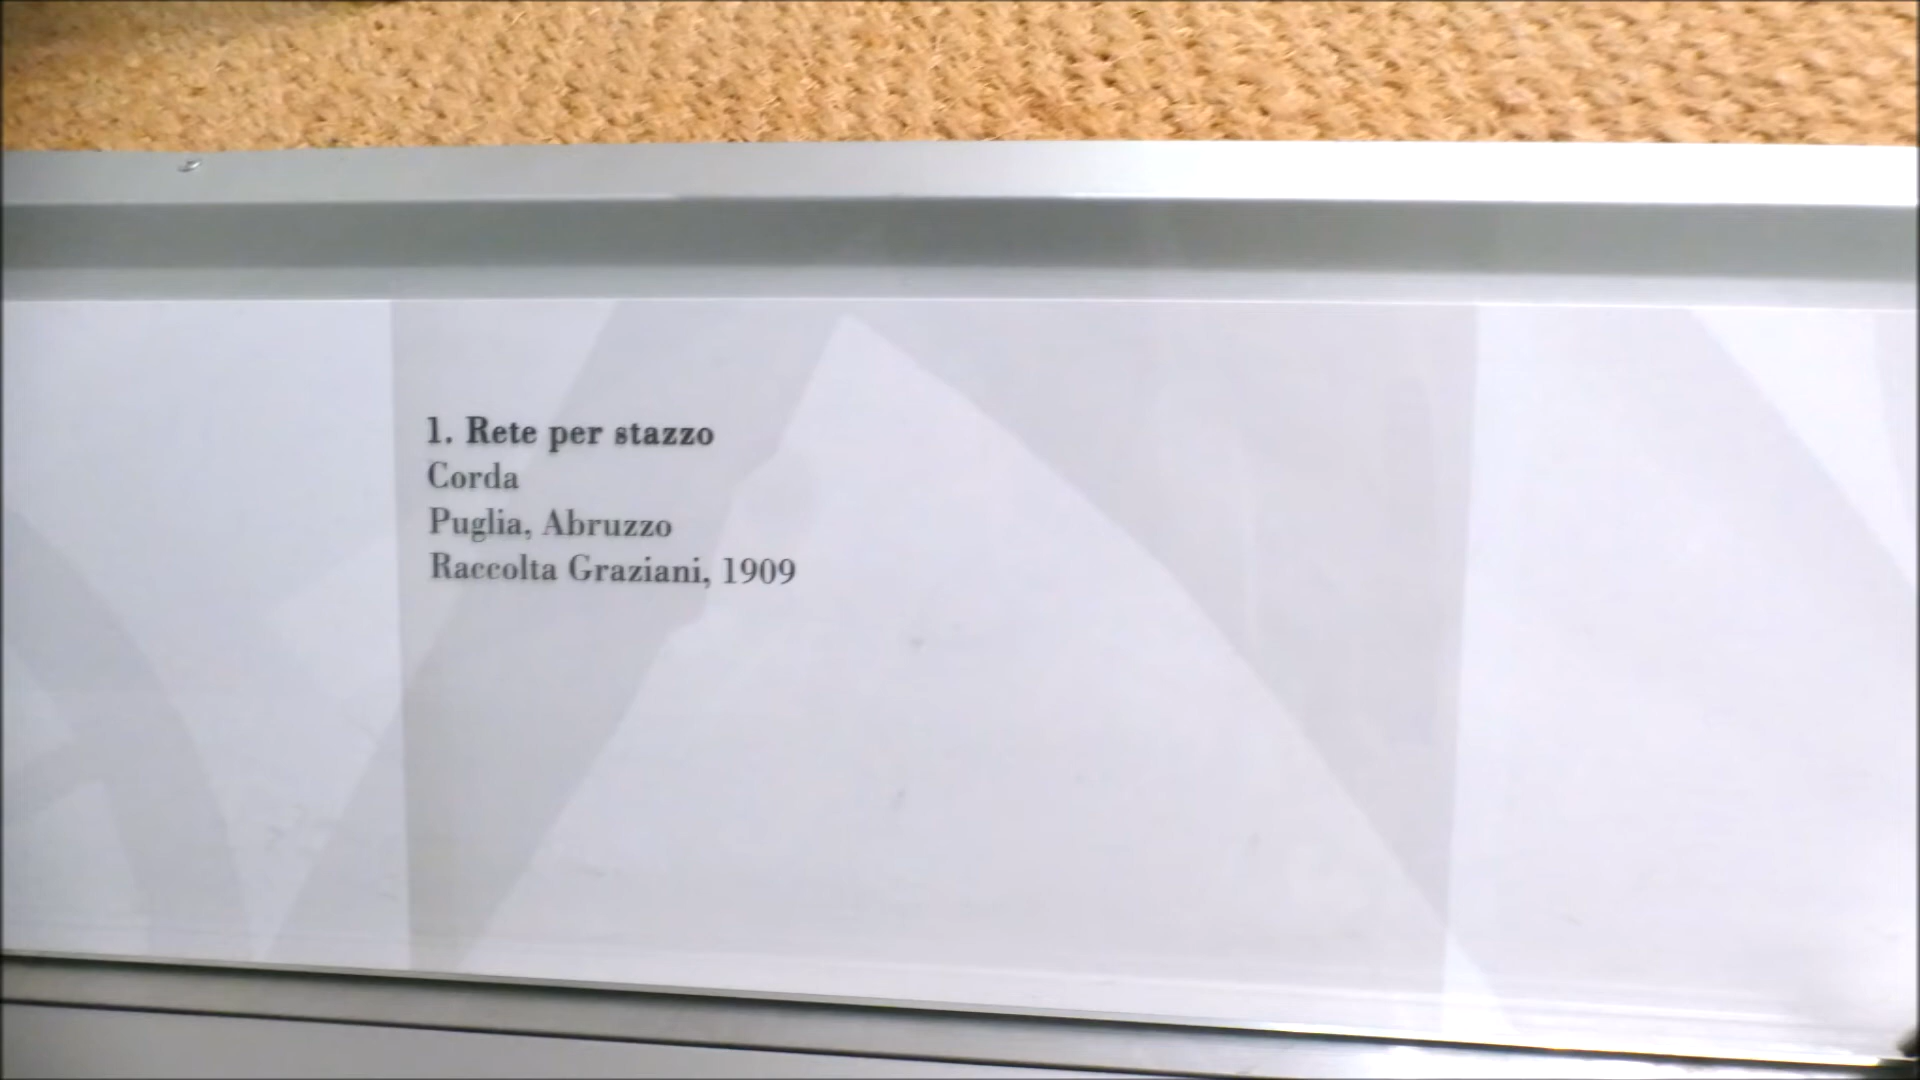 1. Rete per stazzo
Corda
Puglia, Abruzzo
Raccolta Graziani, 1909